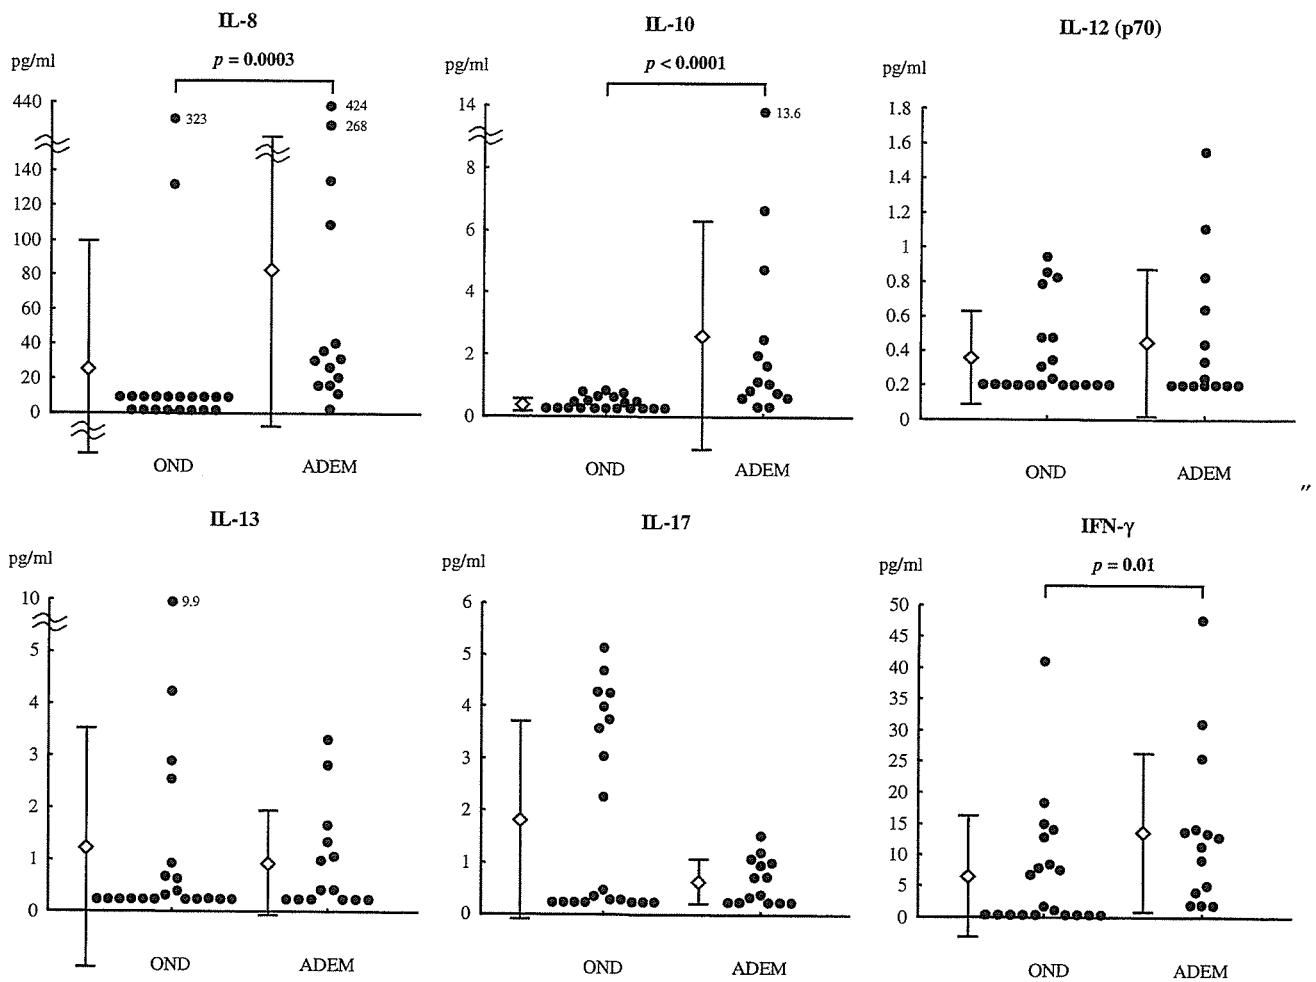 IL-8
p = 0.0003
pg/ml
440
140
120
100
80
60
40
20
0
323
424
268
OND
ADEM
IL-10
p < 0.0001
pg/ml
14
8
6
4
2
0
13.6
OND
ADEM
IL-12 (p70)
pg/ml
1.8
1.6
1.4
1.2
1
0.8
0.6
0.4
0.2
0
OND
ADEM
"
IL-13
pg/ml
10
5
4
3
2
1
0
9.9
OND
ADEM
IL-17
pg/ml
6
5
4
3
2
1
0
OND
ADEM
IFN-γ
p = 0.01
pg/ml
50
45
40
35
30
25
20
15
10
5
0
OND
ADEM